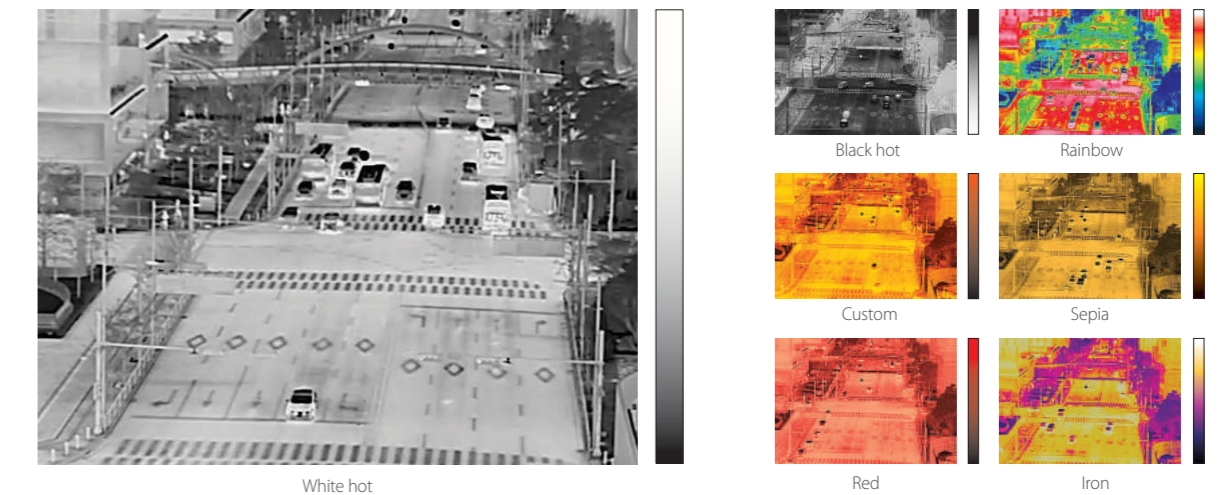 White hot
Black hot
Rainbow
Custom
Sepia
Red
Iron